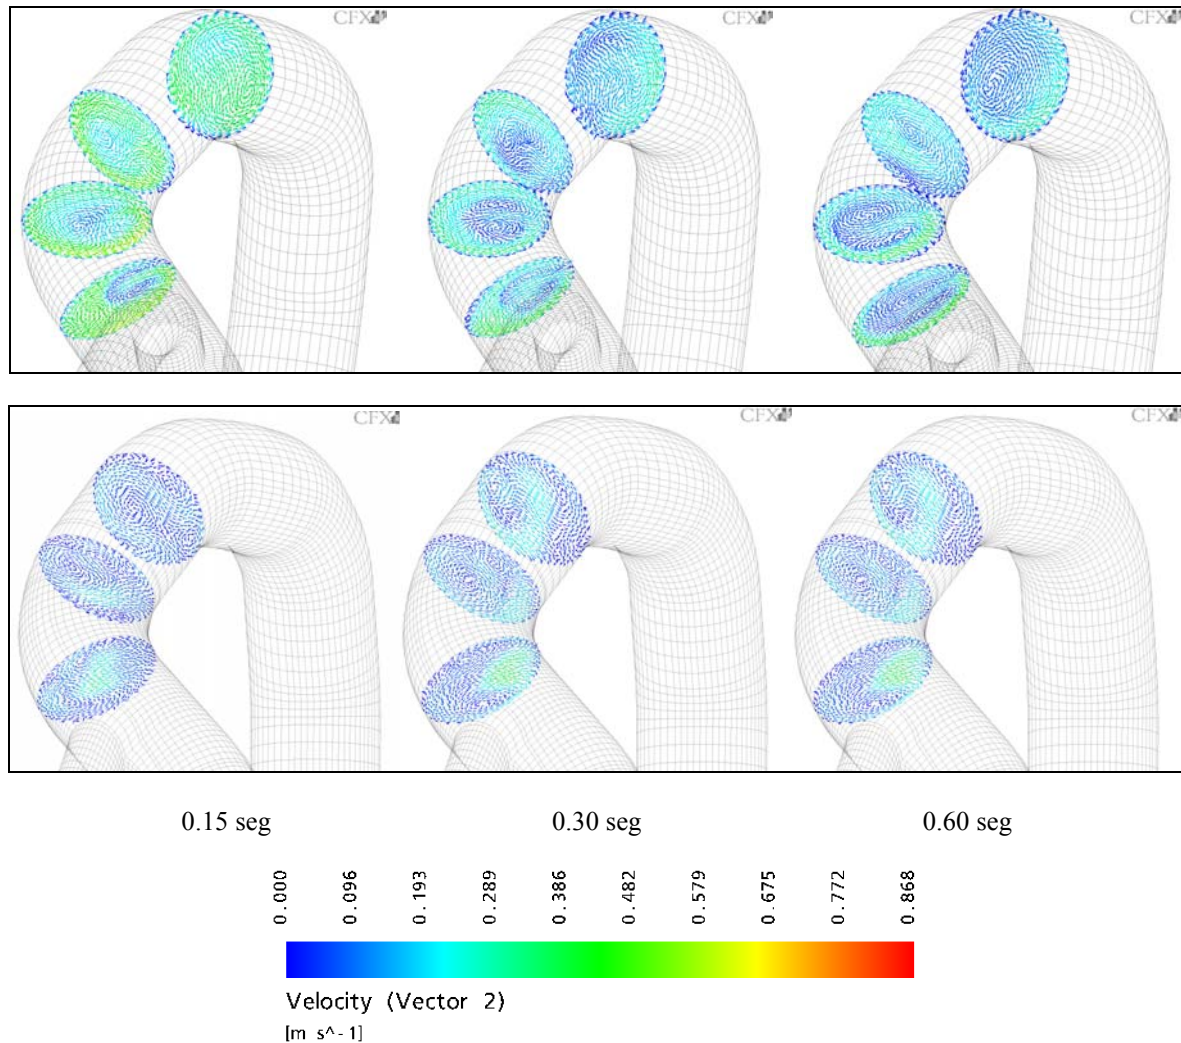 CFX
CFX
CFX
CFX
CFX
CFX
0.15 seg
0.30 seg
0.60 seg
0.000
0.096
0.193
0.289
0.386
0.482
0.579
0.675
0.772
0.868
Velocity (Vector 2)
[m s^-1]